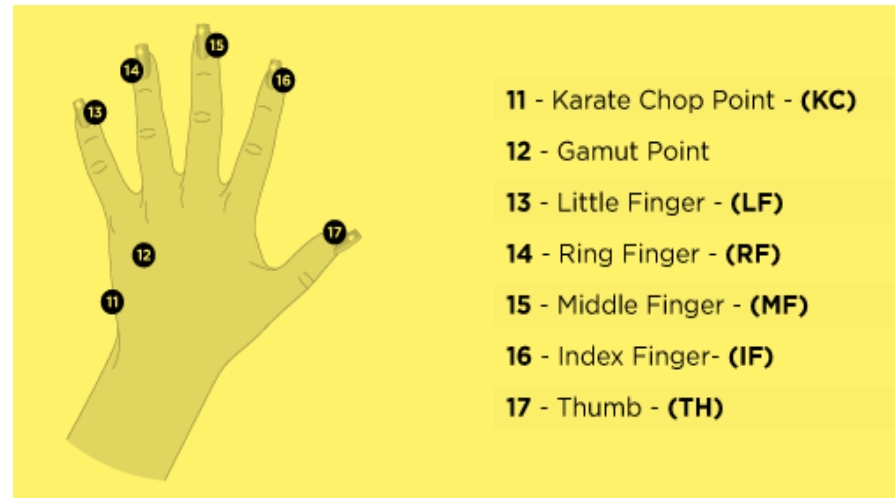 15
14
16
13
17
12
11
11 - Karate Chop Point - (KC)
12 - Gamut Point
13 - Little Finger - (LF)
14 - Ring Finger - (RF)
15 - Middle Finger - (MF)
16 - Index Finger- (IF)
17 - Thumb - (TH)